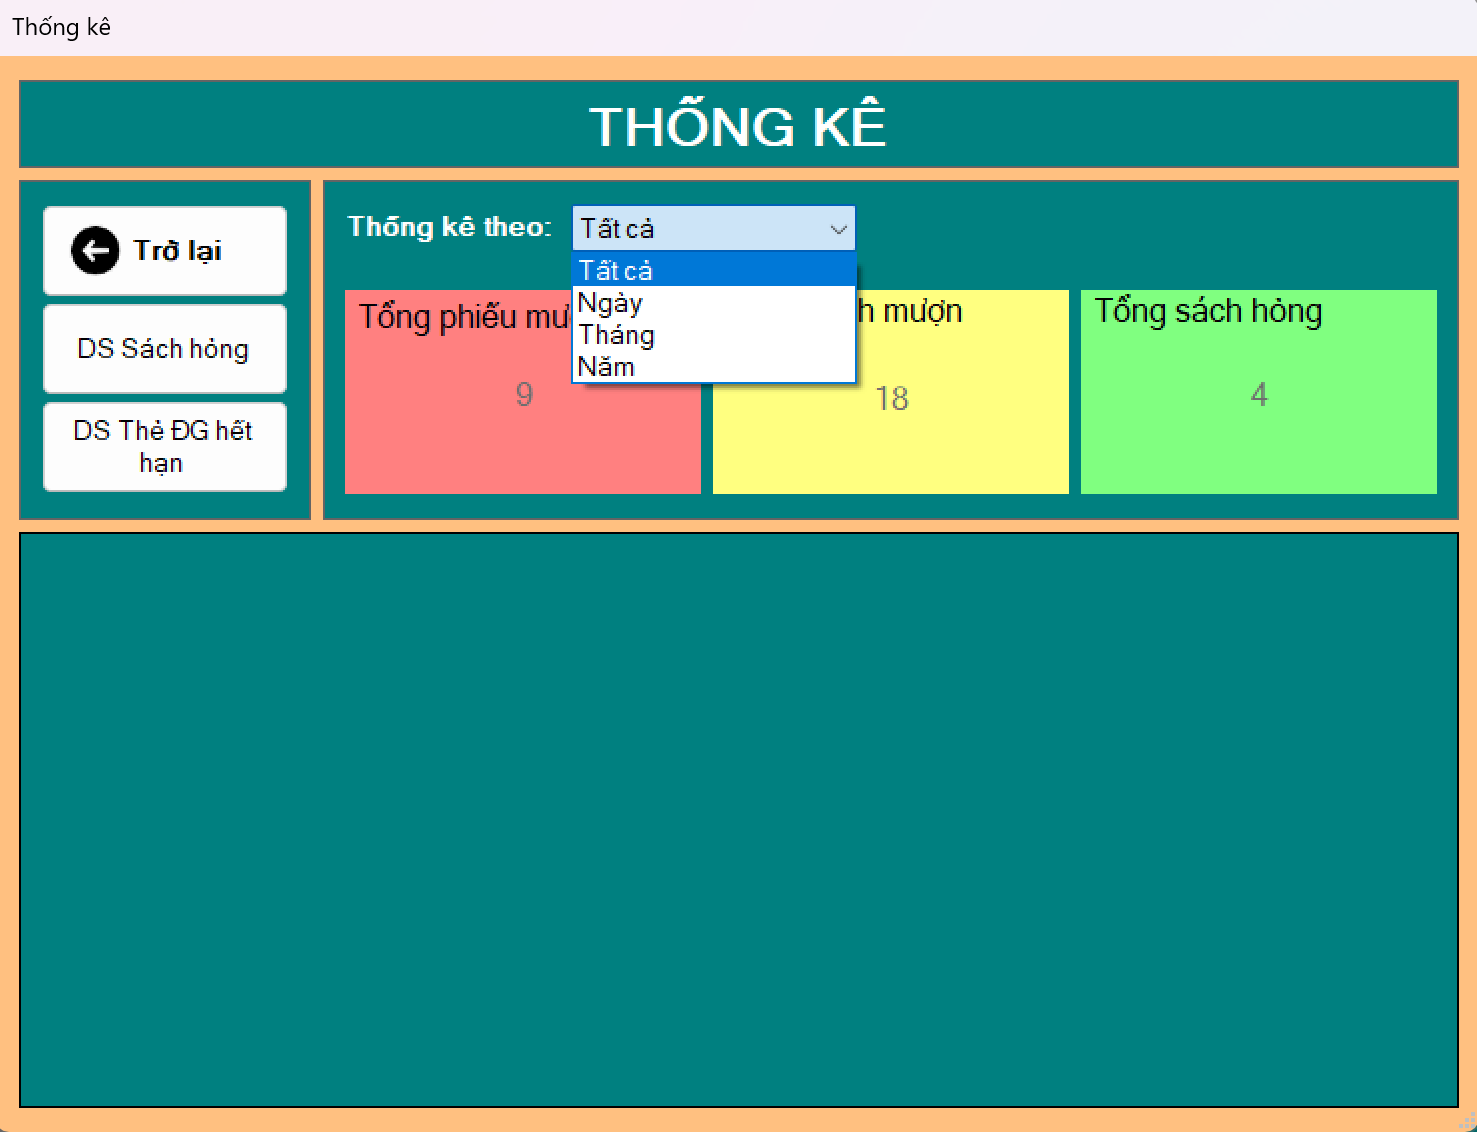 Thống kê
THỐNG KÊ
Trở lại
DS Sách hỏng
DS Thẻ ĐG hết
hạn
Thống kê theo:
Tất cả
Tất cả
Ngày
Tháng
Năm
Tổng phiếu
9
mượn
18
Tổng sách hỏng
4